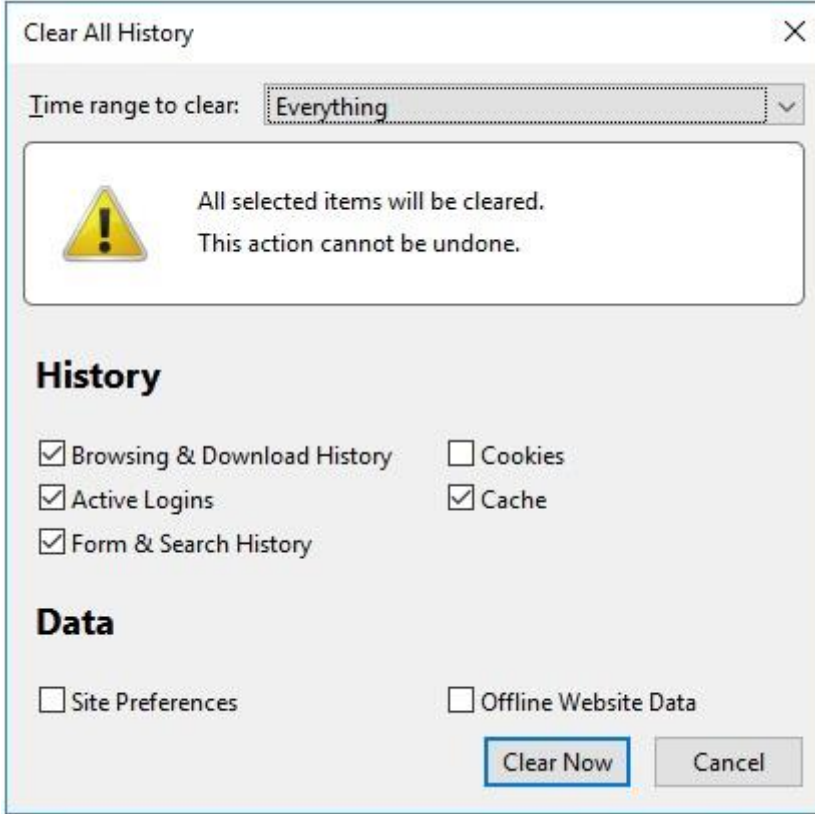 Clear All History
Time range to clear: Everything
All selected items will be cleared.
This action cannot be undone.
History
Browsing & Download History Cookies
Active Logins Cache
Form & Search History
Data
Site Preferences Offline Website Data
Clear Now Cancel